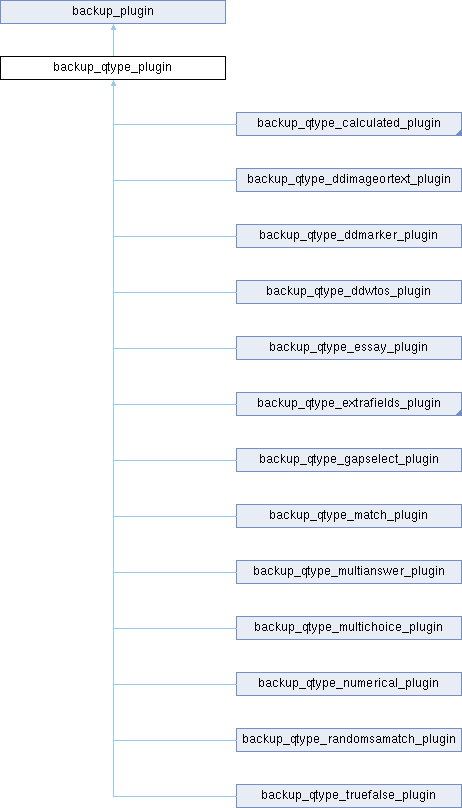 backup_plugin
backup_qtype_plugin
backup_qtype_calculated_plugin
backup_qtype_ddimageortext_plugin
backup_qtype_ddmarker_plugin
backup_qtype_ddwtos_plugin
backup_qtype_essay_plugin
backup_qtype_extrafields_plugin
backup_qtype_gapselect_plugin
backup_qtype_match_plugin
backup_qtype_multianswer_plugin
backup_qtype_multichoice_plugin
backup_qtype_numerical_plugin
backup_qtype_randomsamatch_plugin
backup_qtype_truefalse_plugin